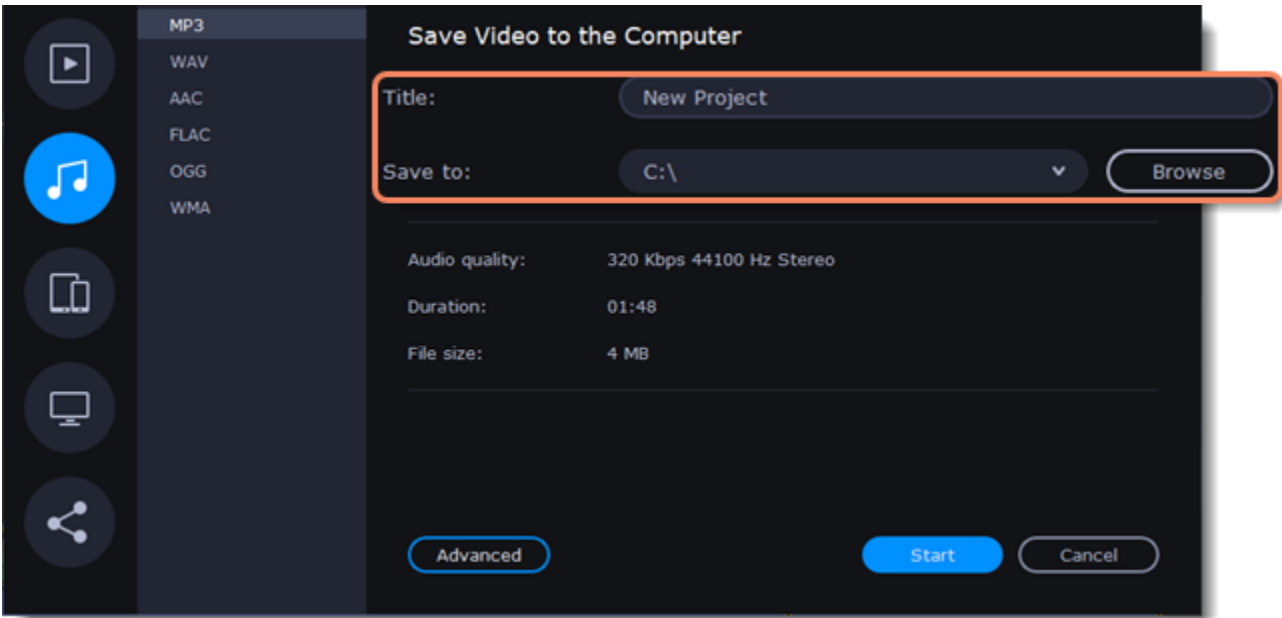 MP3
WAV
AAC
FLAC
OGG
WMA
Save Video to the Computer
Title: New Project
Save to: C:\ Browse
Audio quality: 320 Kbps 44100 Hz Stereo
Duration: 01:48
File size: 4 MB
Advanced Start Cancel